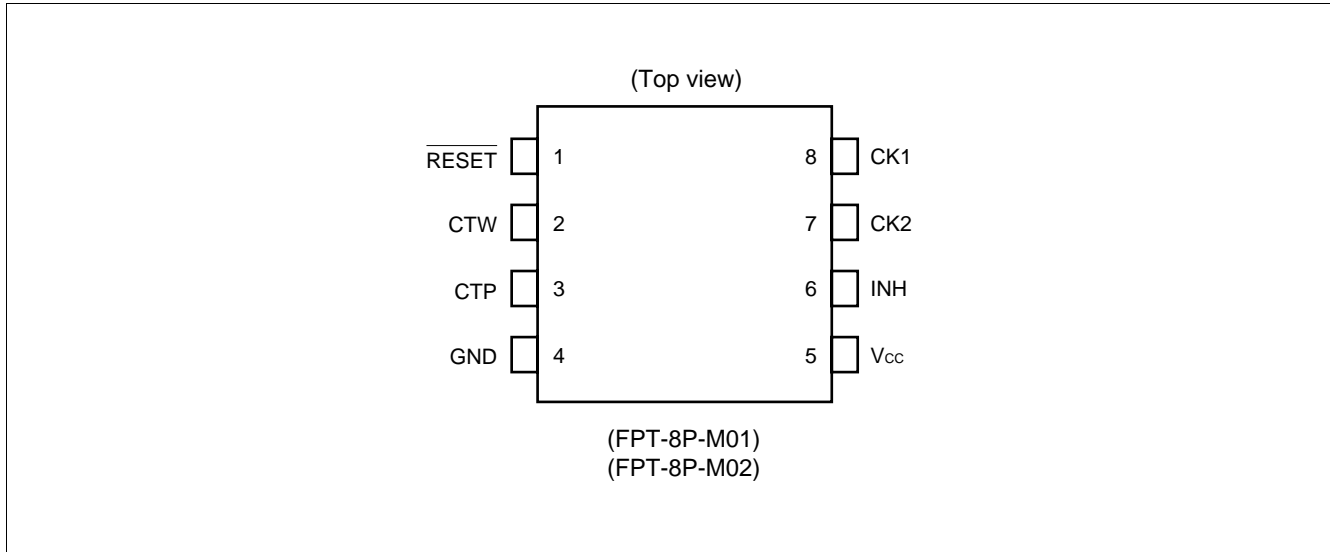 (Top view)
RESET 1 8 CK1
CTW 2 7 CK2
CTP 3 6 INH
GND 4 5 Vcc
(FPT-8P-M01)
(FPT-8P-M02)